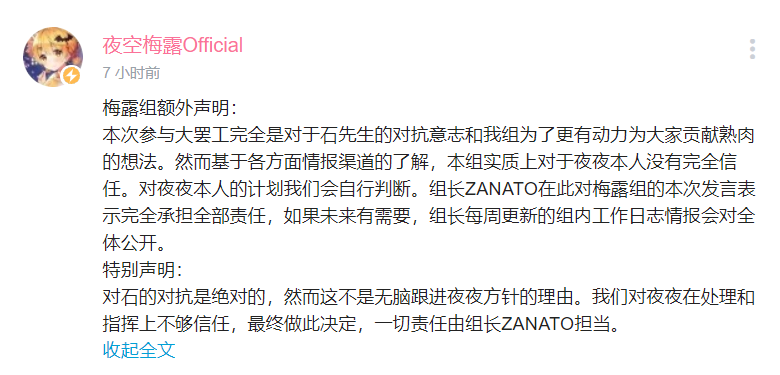 夜空梅露Official
7 小时前
梅露组额外声明：
本次参与大罢工完全是对于石先生的对抗意志和我组为了更有动力为大家贡献熟肉
的想法。然而基于各方面情报渠道的了解，本组实质上对于夜夜本人没有完全信
任。对夜夜本人的计划我们会自行判断。组长ZANATO在此对梅露组的本次发言表
示完全承担全部责任，如果未来有需要，组长每周更新的组内工作日志情报会对全
体公开。
特别声明：
对石的对抗是绝对的，然而这不是无脑跟进夜夜方针的理由。我们对夜夜在处理和
指挥上不够信任，最终做此决定，一切责任由组长ZANATO担当。
收起全文